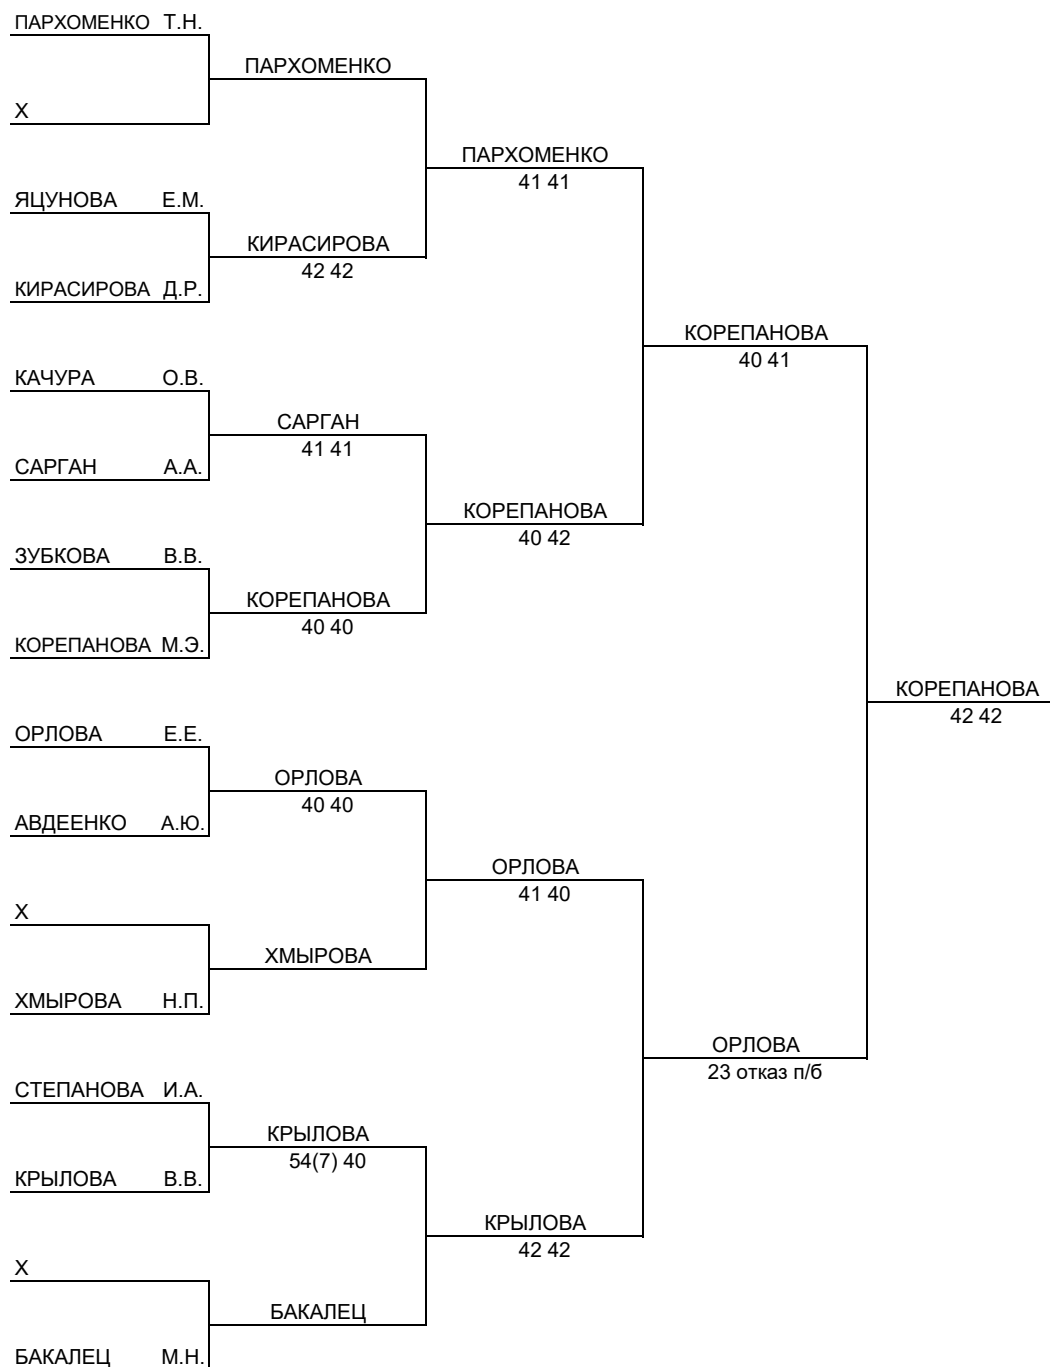 ПАРХОМЕНКО Т.Н.
ПАРХОМЕНКО
Х
ПАРХОМЕНКО
41 41
ЯЦУНОВА Е.М.
КИРАСИРОВА
42 42
КИРАСИРОВА Д.Р.
КОРЕПАНОВА
40 41
КАЧУРА О.В.
САРГАН
41 41
САРГАН А.А.
КОРЕПАНОВА
40 42
ЗУБКОВА В.В.
КОРЕПАНОВА
40 40
КОРЕПАНОВА М.Э.
КОРЕПАНОВА
42 42
ОРЛОВА Е.Е.
ОРЛОВА
40 40
АВДЕЕНКО А.Ю.
ОРЛОВА
41 40
Х
ХМЫРОВА
ХМЫРОВА Н.П.
ОРЛОВА
23 отказ п/б
СТЕПАНОВА И.А.
КРЫЛОВА
54(7) 40
КРЫЛОВА В.В.
КРЫЛОВА
42 42
Х
БАКАЛЕЦ
БАКАЛЕЦ М.Н.